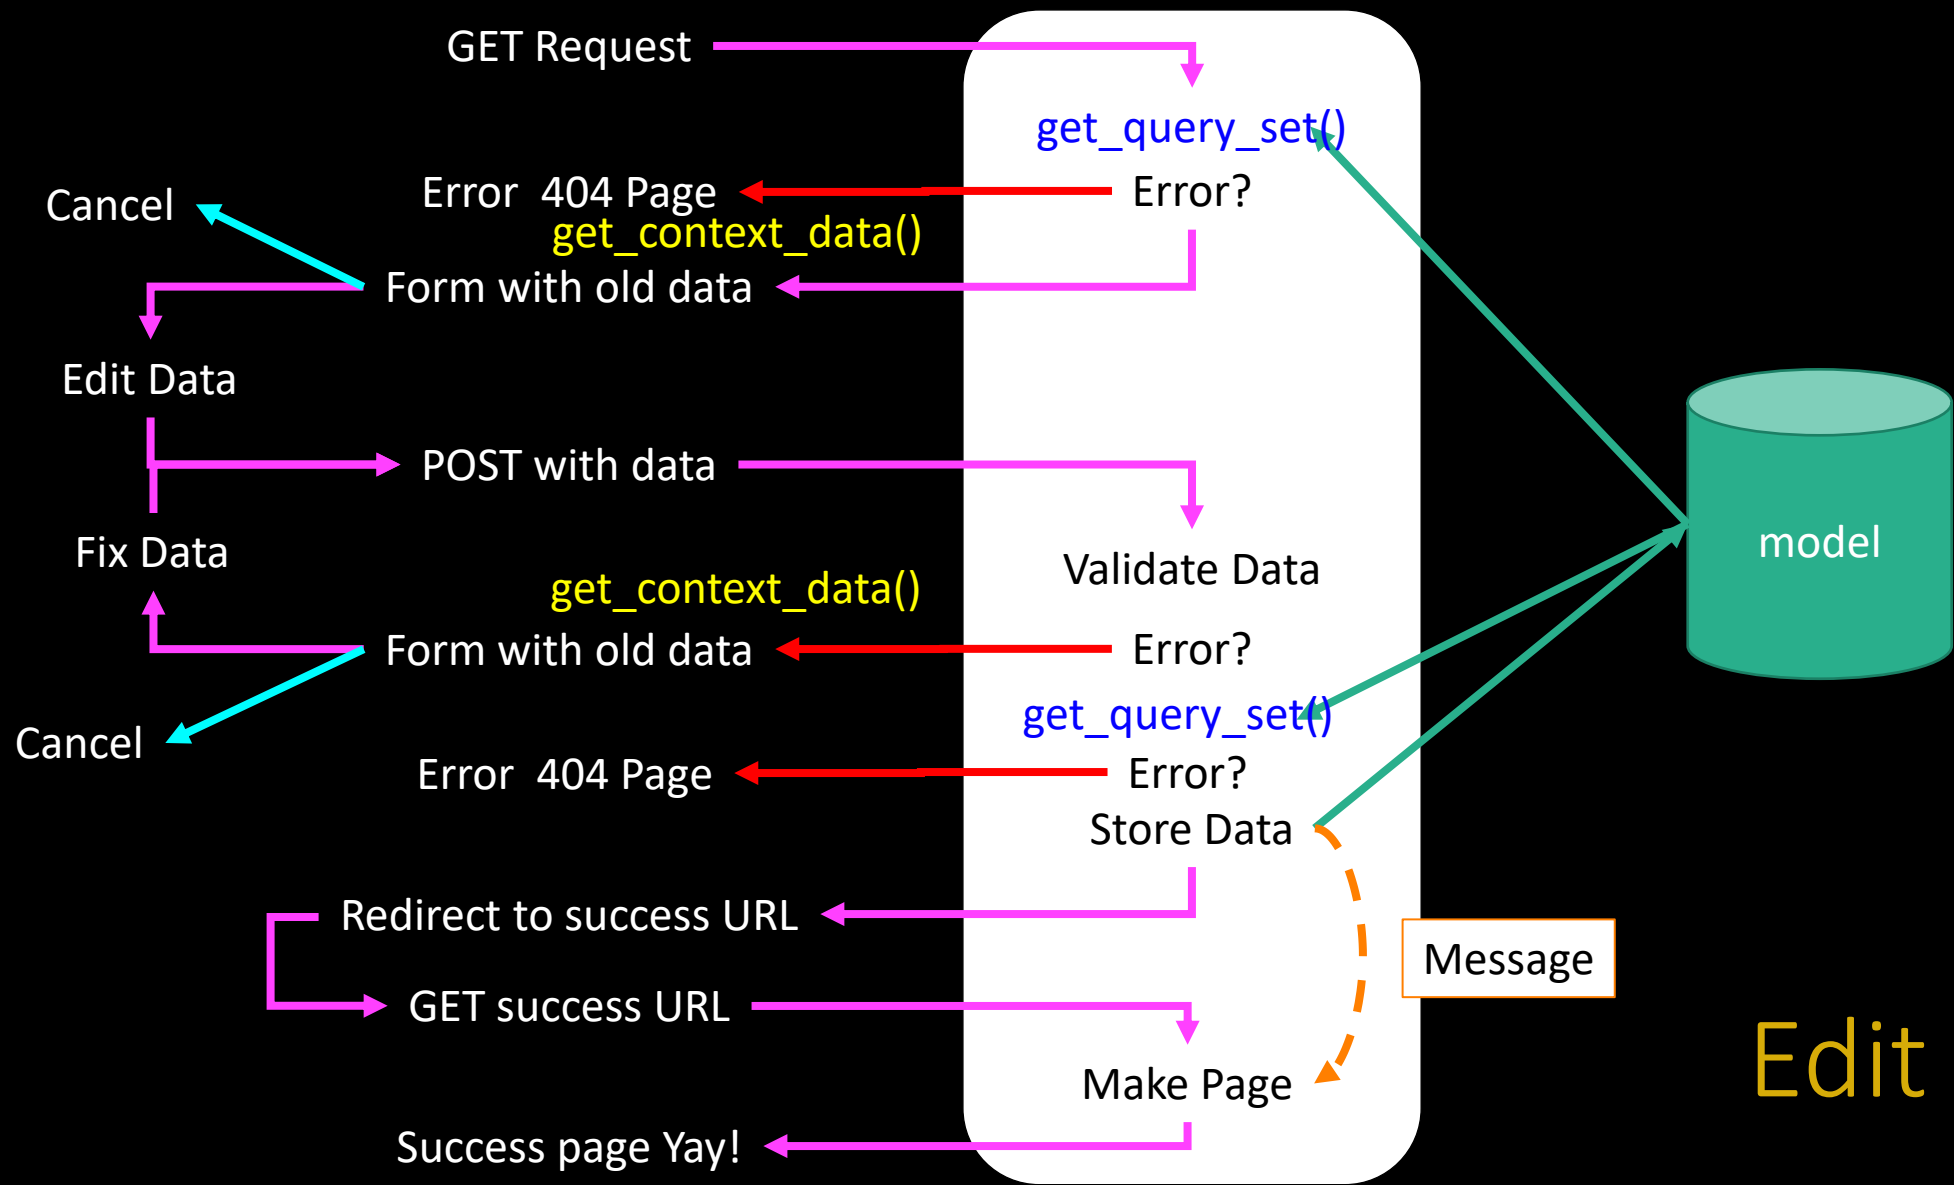 GET Request
get_query_set()
Cancel
Error  404 Page
Error?
get_context_data()
Form with old data
Edit Data
POST with data
model
Fix Data
Validate Data
get_context_data()
Form with old data
Error?
get_query_set()
Cancel
Error  404 Page
Error?
Store Data
Redirect to success URL
Message
GET success URL
Edit
Make Page
Success page Yay!